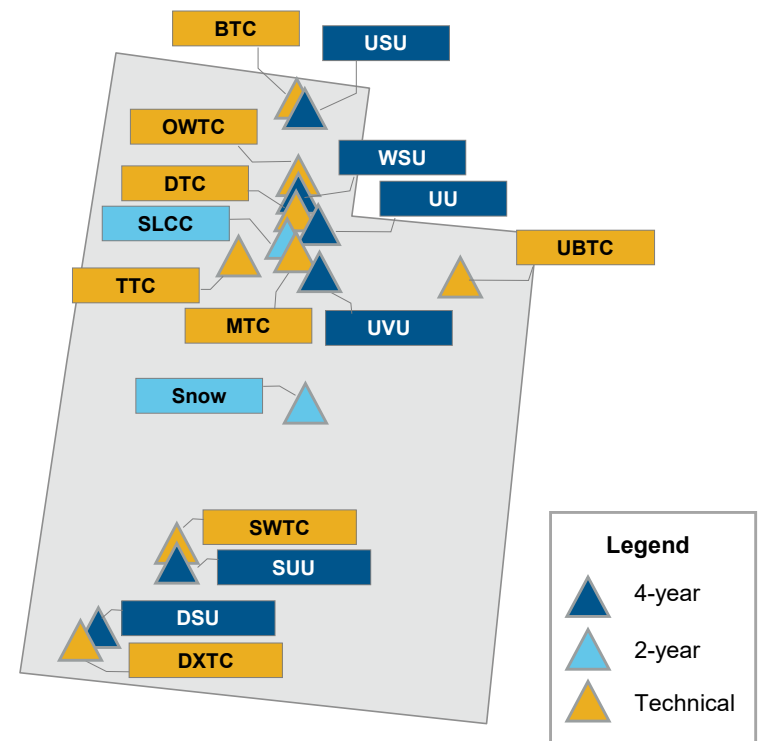 BTC
USU
OWTC
WSU
DTC
UU
SLCC
UBTC
TTC
MTC
UVU
Snow
SWTC
SUU
DSU
DXTC
Legend
4-year
2-year
Technical